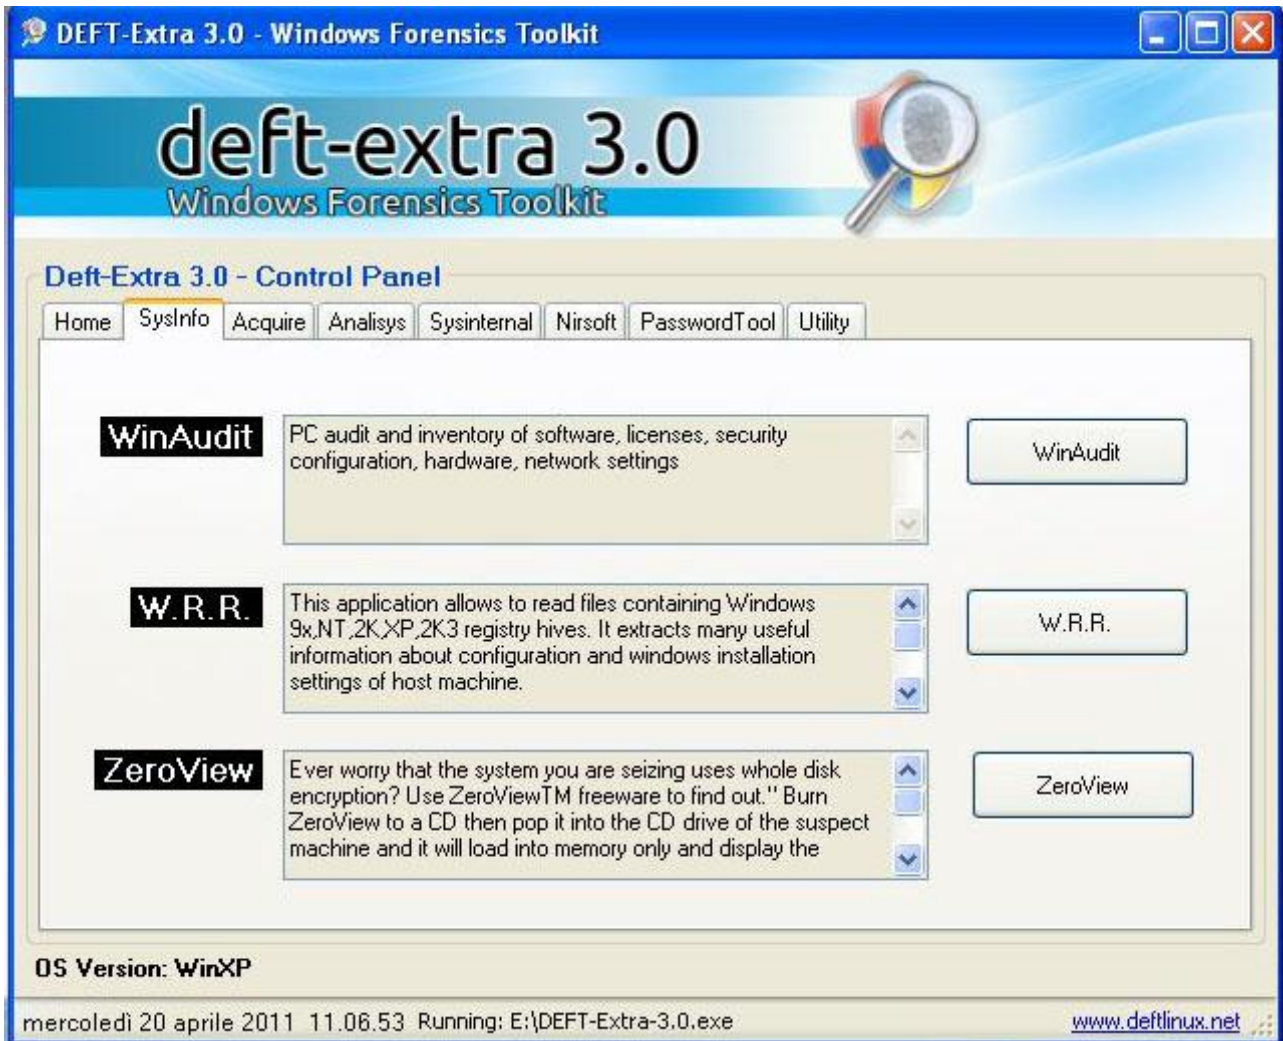 DEFT-Extra 3.0 - Windows Forensics Toolkit
deft-extra 3.0
Windows Forensics Toolkit
Deft-Extra 3.0 - Control Panel
Home SysInfo Acquire Analisys Sysinternal Nirsoft PasswordTool Utility
WinAudit
PC audit and inventory of software, licenses, security
configuration, hardware, network settings
WinAudit
W.R.R.
This application allows to read files containing Windows
9x,NT,2K,XP,2K3 registry hives. It extracts many useful
information about configuration and windows installation
settings of host machine.
W.R.R.
ZeroView
Ever worry that the system you are seizing uses whole disk
encryption? Use ZeroViewTM freeware to find out." Burn
ZeroView to a CD then pop it into the CD drive of the suspect
machine and it will load into memory only and display the
ZeroView
OS Version: WinXP
mercoledì 20 aprile 2011 11.06.53 Running: E:\DEFT-Extra-3.0.exe www.deftlinux.net